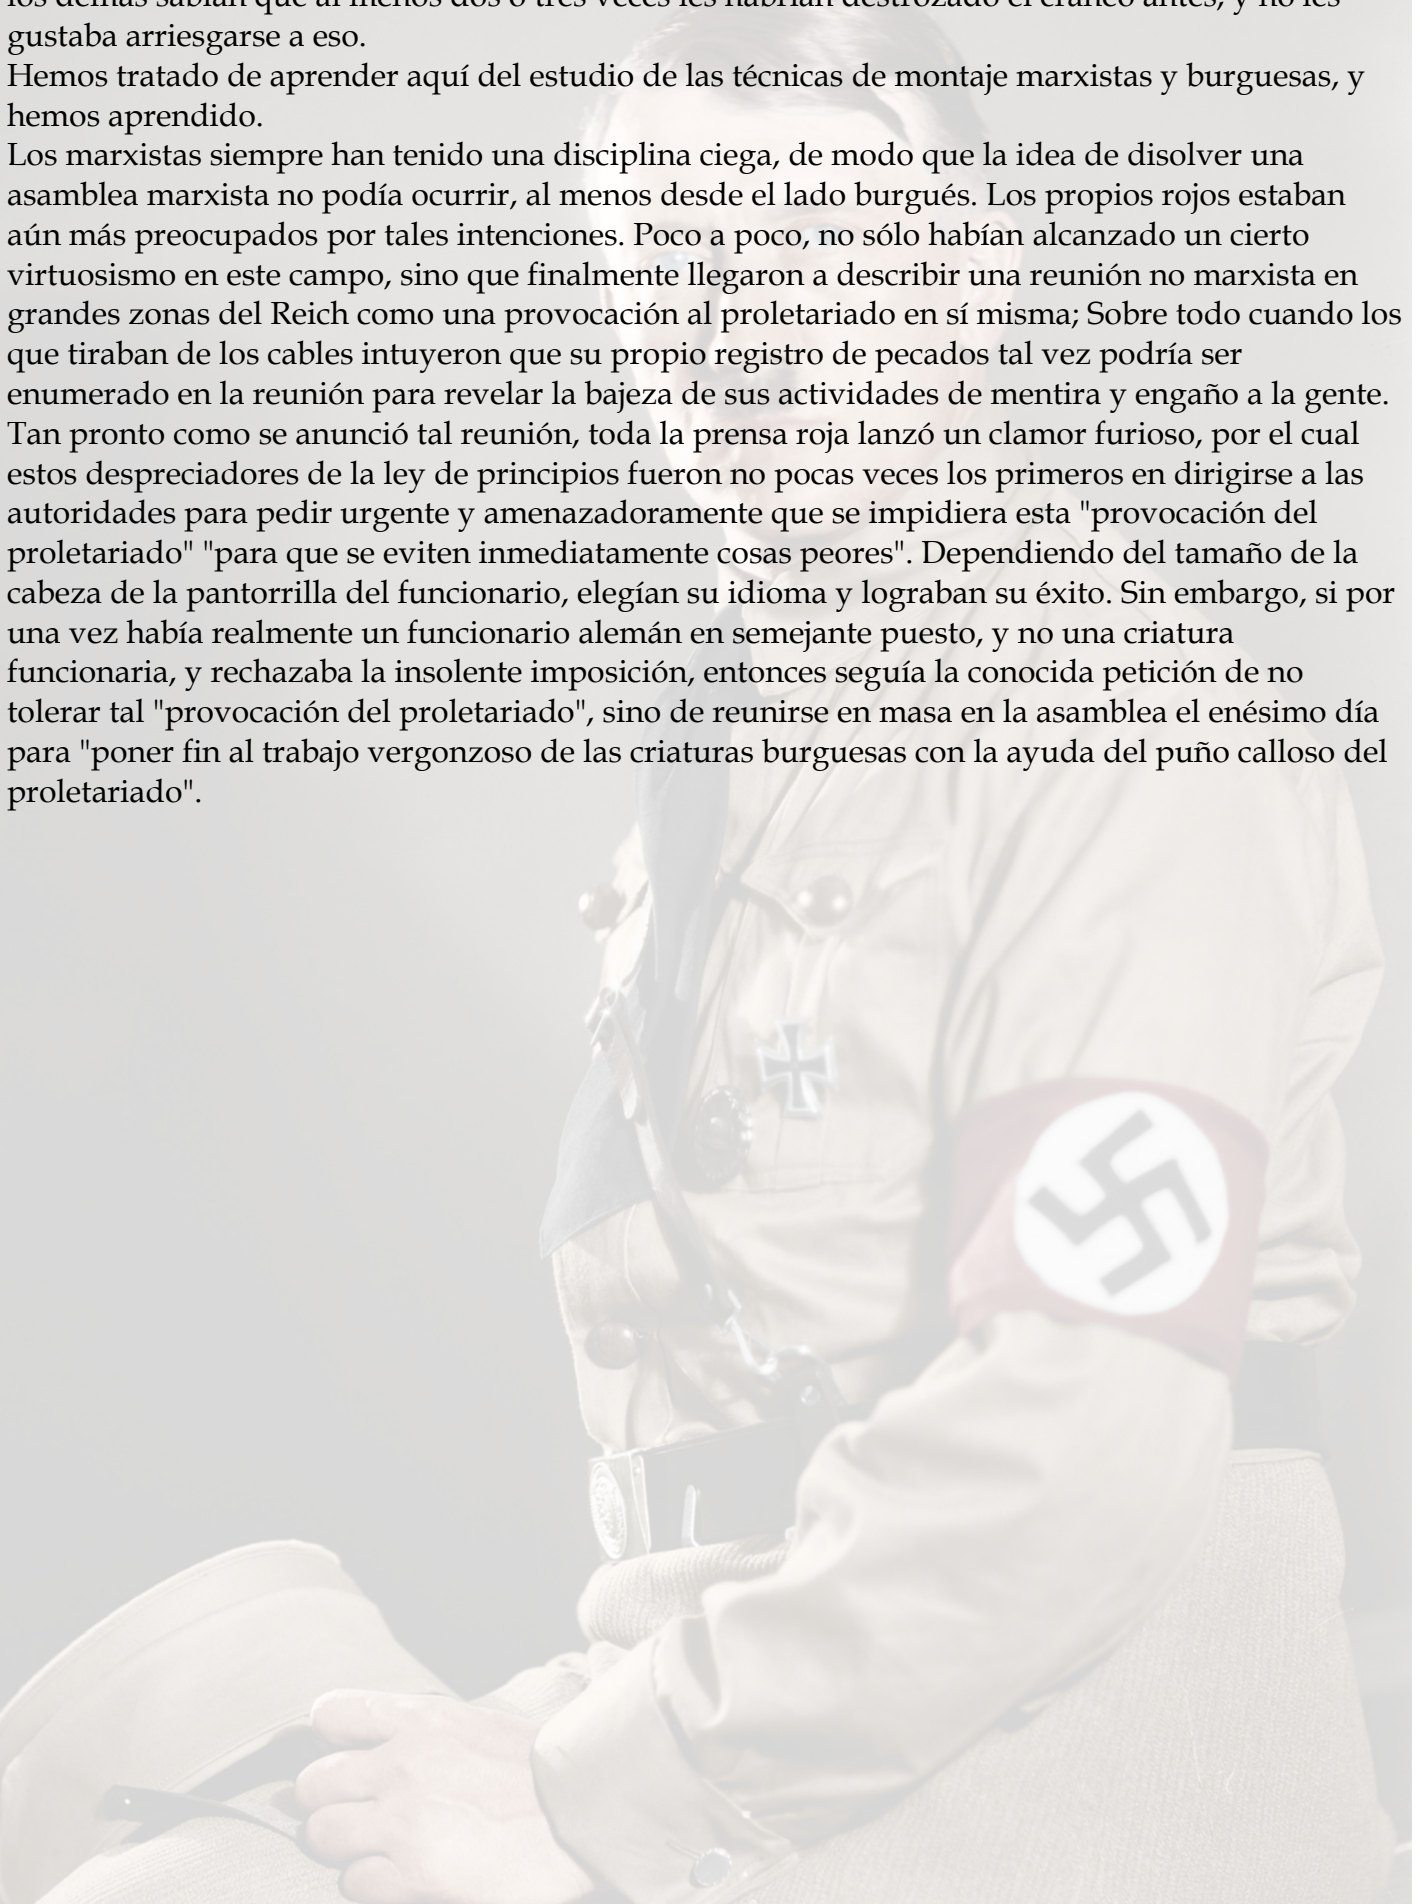 los demás sabían que al menos dos o tres veces les habrían destrozado el cráneo antes, y no les
gustaba arriesgarse a eso.
Hemos tratado de aprender aquí del estudio de las técnicas de montaje marxistas y burguesas, y
hemos aprendido.
Los marxistas siempre han tenido una disciplina ciega, de modo que la idea de disolver una
asamblea marxista no podía ocurrir, al menos desde el lado burgués. Los propios rojos estaban
aún más preocupados por tales intenciones. Poco a poco, no sólo habían alcanzado un cierto
virtuosismo en este campo, sino que finalmente llegaron a describir una reunión no marxista en
grandes zonas del Reich como una provocación al proletariado en sí misma; Sobre todo cuando los
que tiraban de los cables intuyeron que su propio registro de pecados tal vez podría ser
enumerado en la reunión para revelar la bajeza de sus actividades de mentira y engaño a la gente.
Tan pronto como se anunció tal reunión, toda la prensa roja lanzó un clamor furioso, por el cual
estos despreciadores de la ley de principios fueron no pocas veces los primeros en dirigirse a las
autoridades para pedir urgente y amenazadoramente que se impidiera esta "provocación del
proletariado" "para que se eviten inmediatamente cosas peores". Dependiendo del tamaño de la
cabeza de la pantorrilla del funcionario, elegían su idioma y lograban su éxito. Sin embargo, si por
una vez había realmente un funcionario alemán en semejante puesto, y no una criatura
funcionaria, y rechazaba la insolente imposición, entonces seguía la conocida petición de no
tolerar tal "provocación del proletariado", sino de reunirse en masa en la asamblea el enésimo día
para "poner fin al trabajo vergonzoso de las criaturas burguesas con la ayuda del puño calloso del
proletariado".